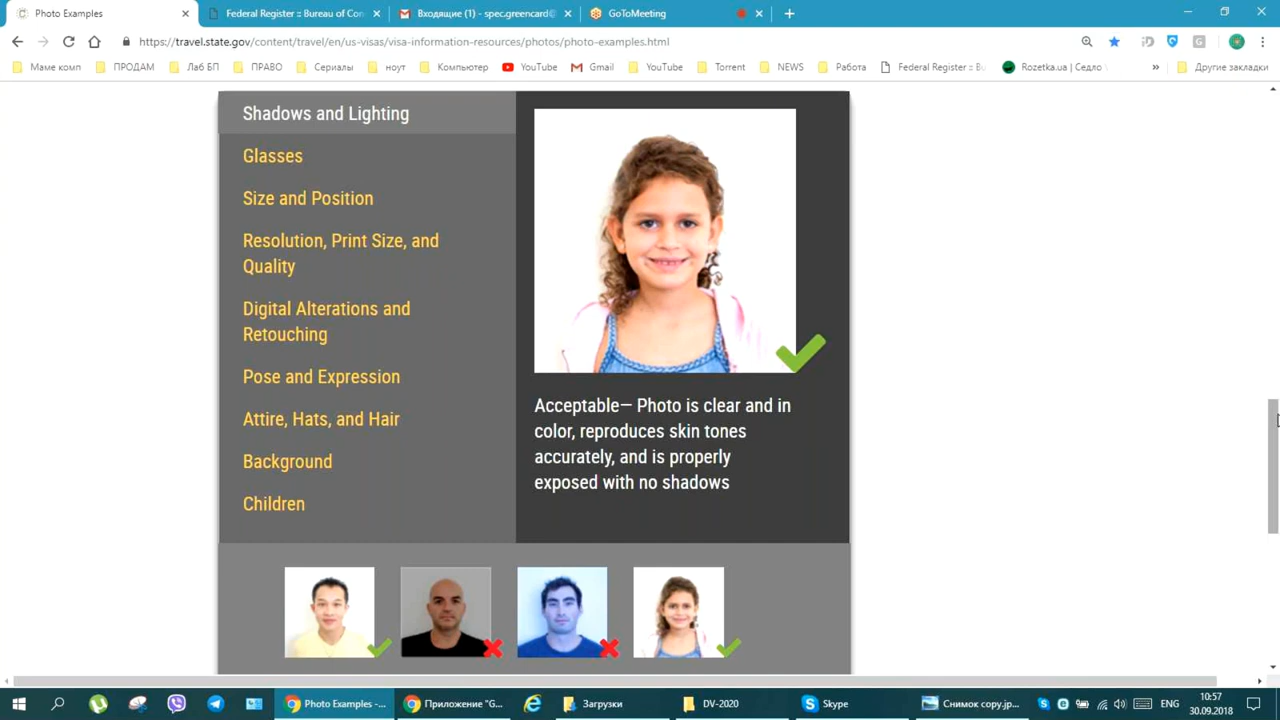 Photo Examples
Federal Register :: Bureau of Con
Входящие (1) - spec.greencard@
GoToMeeting
https://travel.state.gov/content/travel/en/us-visas/visa-information-resources/photos/photo-examples.html
Маме комп
ПРОДАМ
Лаб БП
ПРАВО
Сериалы
ноут
Компьютер
YouTube
Gmail
YouTube
Torrent
NEWS
Работа
Federal Register :: Bu
Rozetka.ua | Седло
»
Другие закладки
Shadows and Lighting
Glasses
Size and Position
Resolution, Print Size, and
Quality
Digital Alterations and
Retouching
Pose and Expression
Attire, Hats, and Hair
Background
Children
Acceptable— Photo is clear and in
color, reproduces skin tones
accurately, and is properly
exposed with no shadows
Photo Examples -...
Приложение "G...
Загрузки
DV-2020
Skype
Снимок copy.jp...
ENG
10:57
30.09.2018